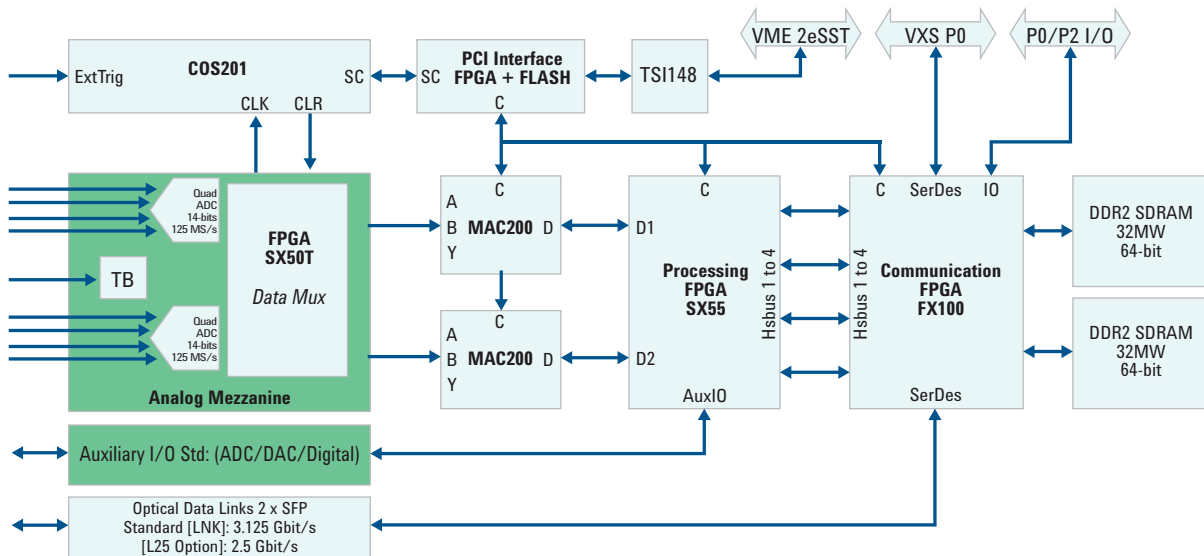 VME 2eSST
VXS P0
P0/P2 I/O
COS201
ExtTrig
SC
CLK
CLR
PCI Interface
FPGA + FLASH
SC
C
TSI148
Quad
ADC
14-bits
125 MS/s
TB
Quad
ADC
14-bits
125 MS/s
FPGA
SX50T
Data Mux
Analog Mezzanine
C
A
B
Y
MAC200
D
C
A
B
Y
MAC200
D
C
D1
Processing
FPGA
SX55
D2
AuxIO
Hsbus 1 to 4
C
SerDes
IO
Hsbus 1 to 4
Communication
FPGA
FX100
SerDes
DDR2 SDRAM
32MW
64-bit
DDR2 SDRAM
32MW
64-bit
Auxiliary I/O Std: (ADC/DAC/Digital)
Optical Data Links 2 x SFP
Standard [LNK]: 3.125 Gbit/s
[L25 Option]: 2.5 Gbit/s